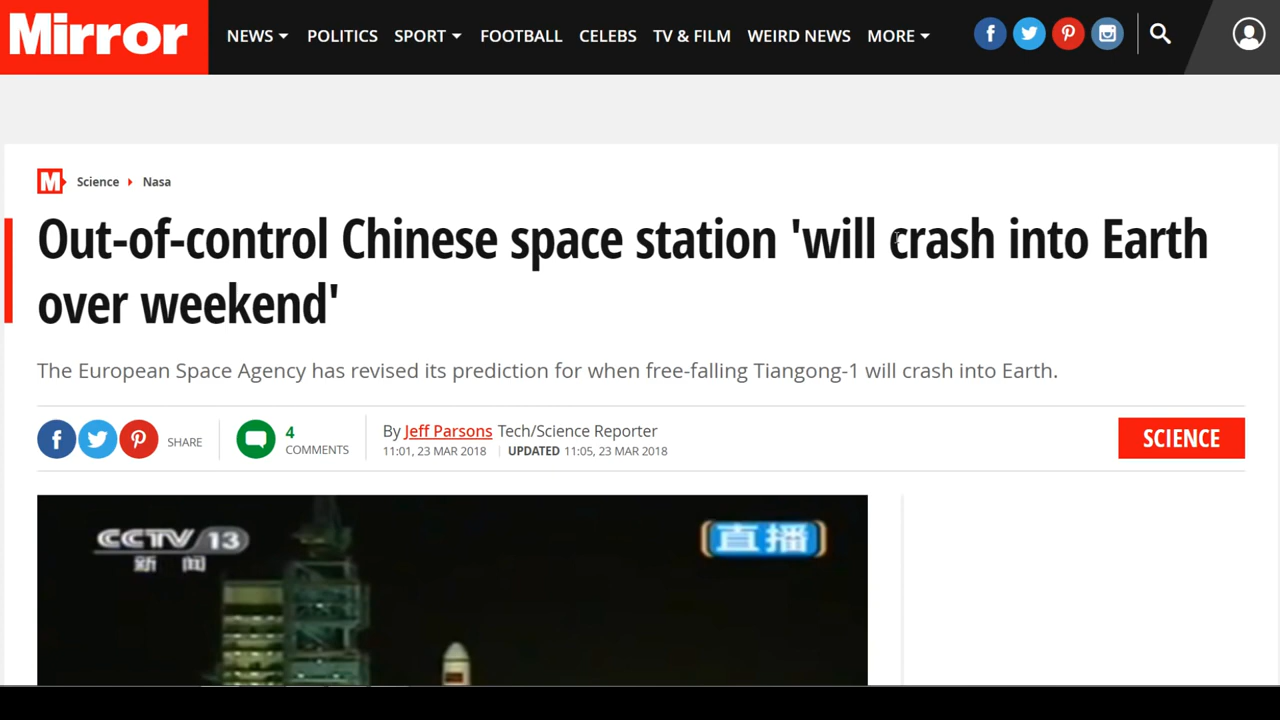 Mirror
NEWS POLITICS SPORT FOOTBALL CELEBS TV & FILM WEIRD NEWS MORE
M Science Nasa
Out-of-control Chinese space station 'will crash into Earth
over weekend'
The European Space Agency has revised its prediction for when free-falling Tiangong-1 will crash into Earth.
SHARE
4
COMMENTS
By Jeff Parsons Tech/Science Reporter
11:01, 23 MAR 2018 UPDATED 11:05, 23 MAR 2018
SCIENCE
CCTV 13
新闻
直播